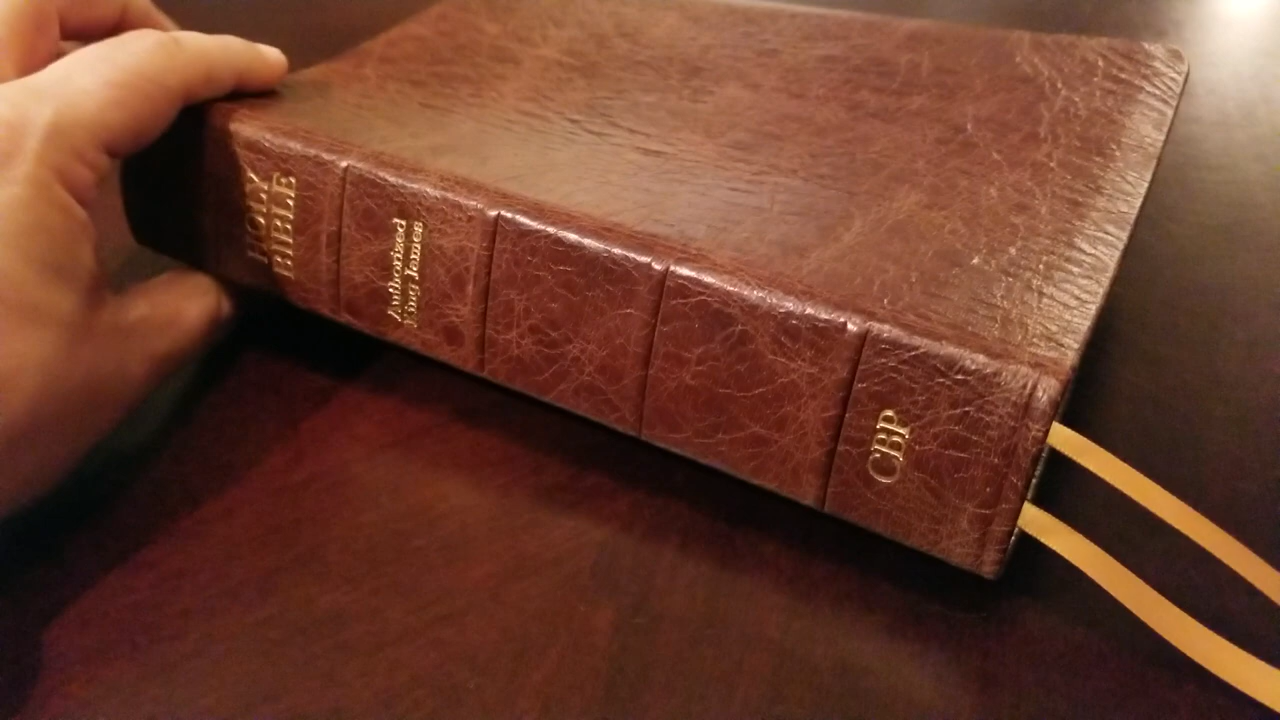 HOLY
BIBLE
Authorized
King James
CBP